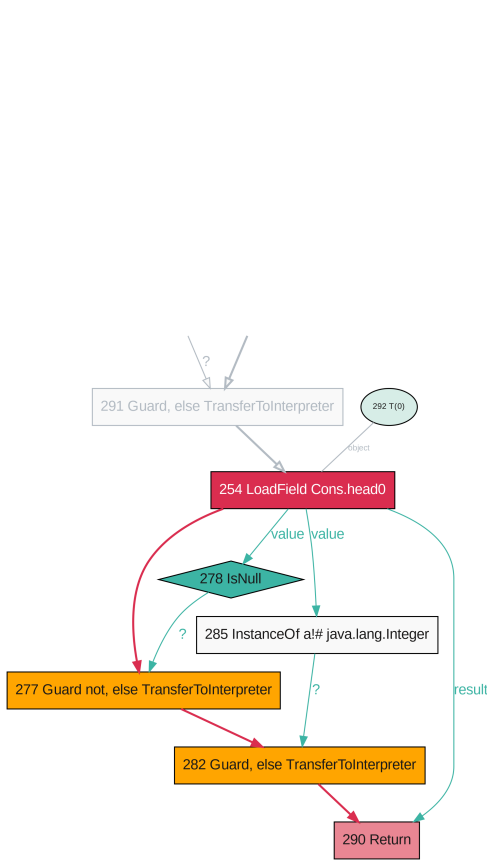 ?
291 Guard, else TransferToInterpreter
292 T(0)
object
254 LoadField Cons.head0
value
value
278 IsNull
285 InstanceOf a!# java.lang.Integer
?
277 Guard not, else TransferToInterpreter
?
result
282 Guard, else TransferToInterpreter
290 Return